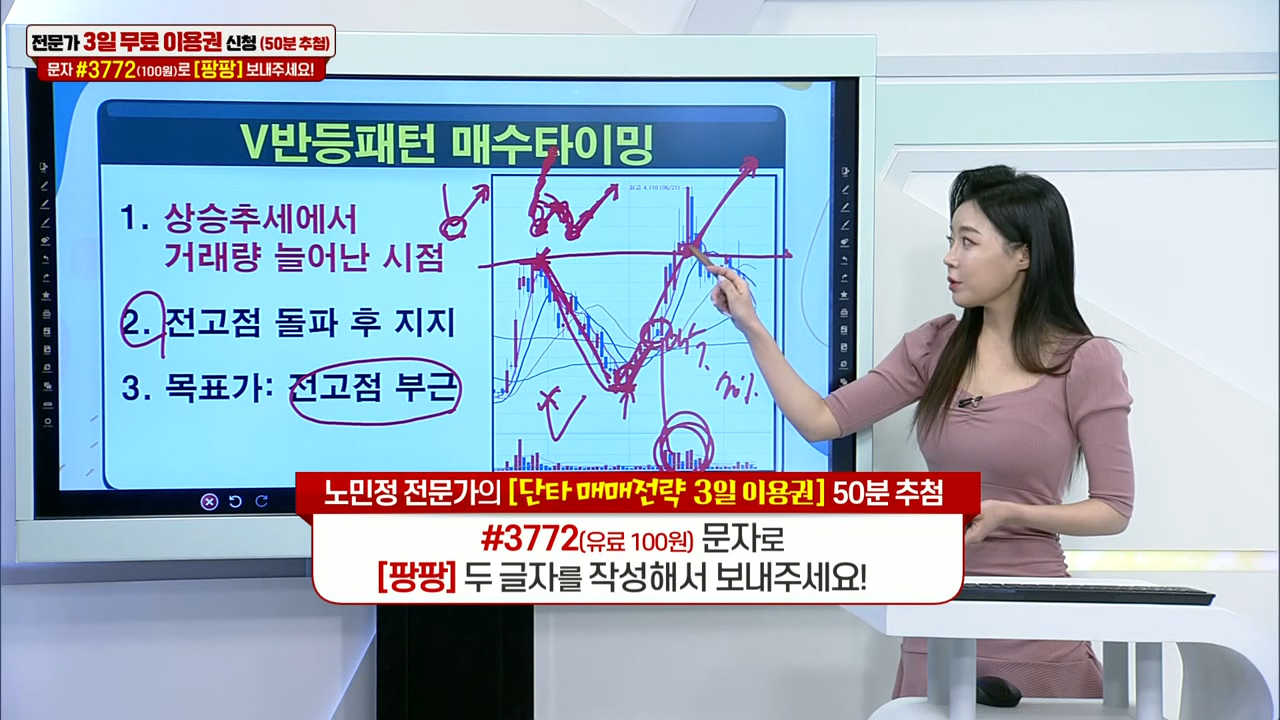 전문가 3일 무료 이용권 신청 (50분 추첨)
문자 #3772(100원)로 [팡팡] 보내주세요!
V반등패턴 매수타이밍
1. 상승추세에서
거래량 늘어난 시점
2. 전고점 돌파 후 지지
3. 목표가: 전고점 부근
최고 4,110 (06/21)
노민정 전문가의 [단타 매매전략 3일 이용권] 50분 추첨
#3772(유료 100원) 문자로
[팡팡] 두 글자를 작성해서 보내주세요!